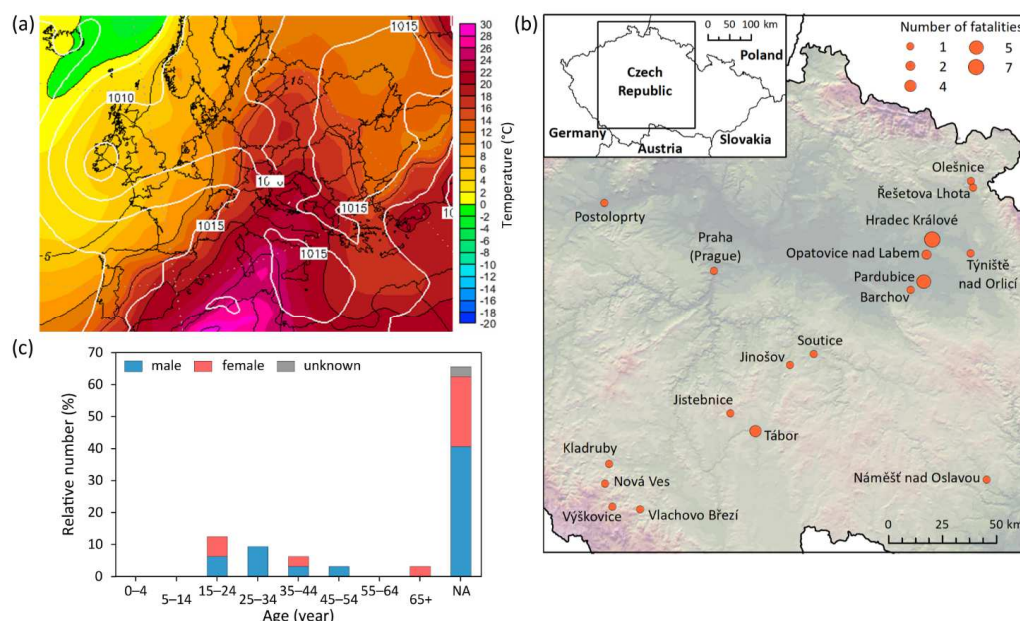 (a)
1015
15
1010
1015
1015
1015
5
30
28
26
24
22
20
18
16
14
12
10
8
6
4
2
0
-2
-4
-6
-8
-10
-12
-14
-16
-18
-20
Temperature (°C)
(b)
0 50 100 km
Poland
Czech
Republic
Germany
Austria
Slovakia
Number of fatalities
1
5
2
7
4
Olešnice
Řešetova Lhota
Postoloprty
Hradec Králové
Praha
(Prague)
Opatovice nad Labem
Týniště
nad Orlicí
Pardubice
Barchov
Soutice
Jinošov
Jistebnice
Tábor
Kladruby
Nová Ves
Náměšť nad Oslavou
Výškovice
Vlachovo Březí
0 25 50 km
(c)
male
female
unknown
Relative number (%)
70
60
50
40
30
20
10
0
0–4
5–14
15–24
25–34
35–44
45–54
55–64
65+
NA
Age (year)